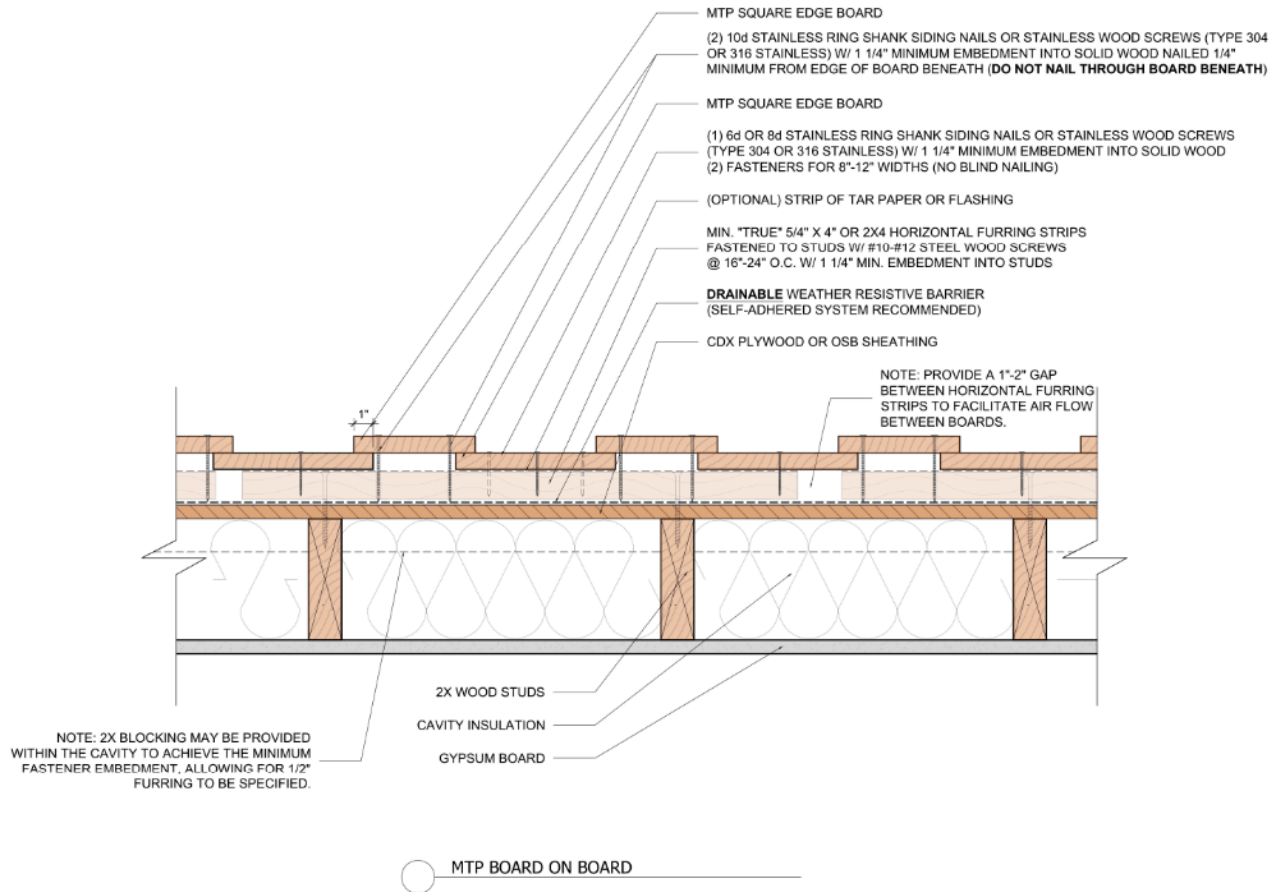 MTP SQUARE EDGE BOARD
(2) 10d STAINLESS RING SHANK SIDING NAILS OR STAINLESS WOOD SCREWS (TYPE 304
OR 316 STAINLESS) W/ 1 1/4" MINIMUM EMBEDMENT INTO SOLID WOOD NAILED 1/4"
MINIMUM FROM EDGE OF BOARD BENEATH (DO NOT NAIL THROUGH BOARD BENEATH)
MTP SQUARE EDGE BOARD
(1) 6d OR 8d STAINLESS RING SHANK SIDING NAILS OR STAINLESS WOOD SCREWS
(TYPE 304 OR 316 STAINLESS) W/ 1 1/4" MINIMUM EMBEDMENT INTO SOLID WOOD
(2) FASTENERS FOR 8"-12" WIDTHS (NO BLIND NAILING)
(OPTIONAL) STRIP OF TAR PAPER OR FLASHING
MIN. "TRUE" 5/4" X 4" OR 2X4 HORIZONTAL FURRING STRIPS
FASTENED TO STUDS W/ #10-#12 STEEL WOOD SCREWS
@ 16"-24" O.C. W/ 1 1/4" MIN. EMBEDMENT INTO STUDS
DRAINABLE WEATHER RESISTIVE BARRIER
(SELF-ADHERED SYSTEM RECOMMENDED)
CDX PLYWOOD OR OSB SHEATHING
NOTE: PROVIDE A 1"-2" GAP
BETWEEN HORIZONTAL FURRING
STRIPS TO FACILITATE AIR FLOW
BETWEEN BOARDS.
1"
2X WOOD STUDS
CAVITY INSULATION
GYPSUM BOARD
NOTE: 2X BLOCKING MAY BE PROVIDED
WITHIN THE CAVITY TO ACHIEVE THE MINIMUM
FASTENER EMBEDMENT, ALLOWING FOR 1/2"
FURRING TO BE SPECIFIED.
MTP BOARD ON BOARD